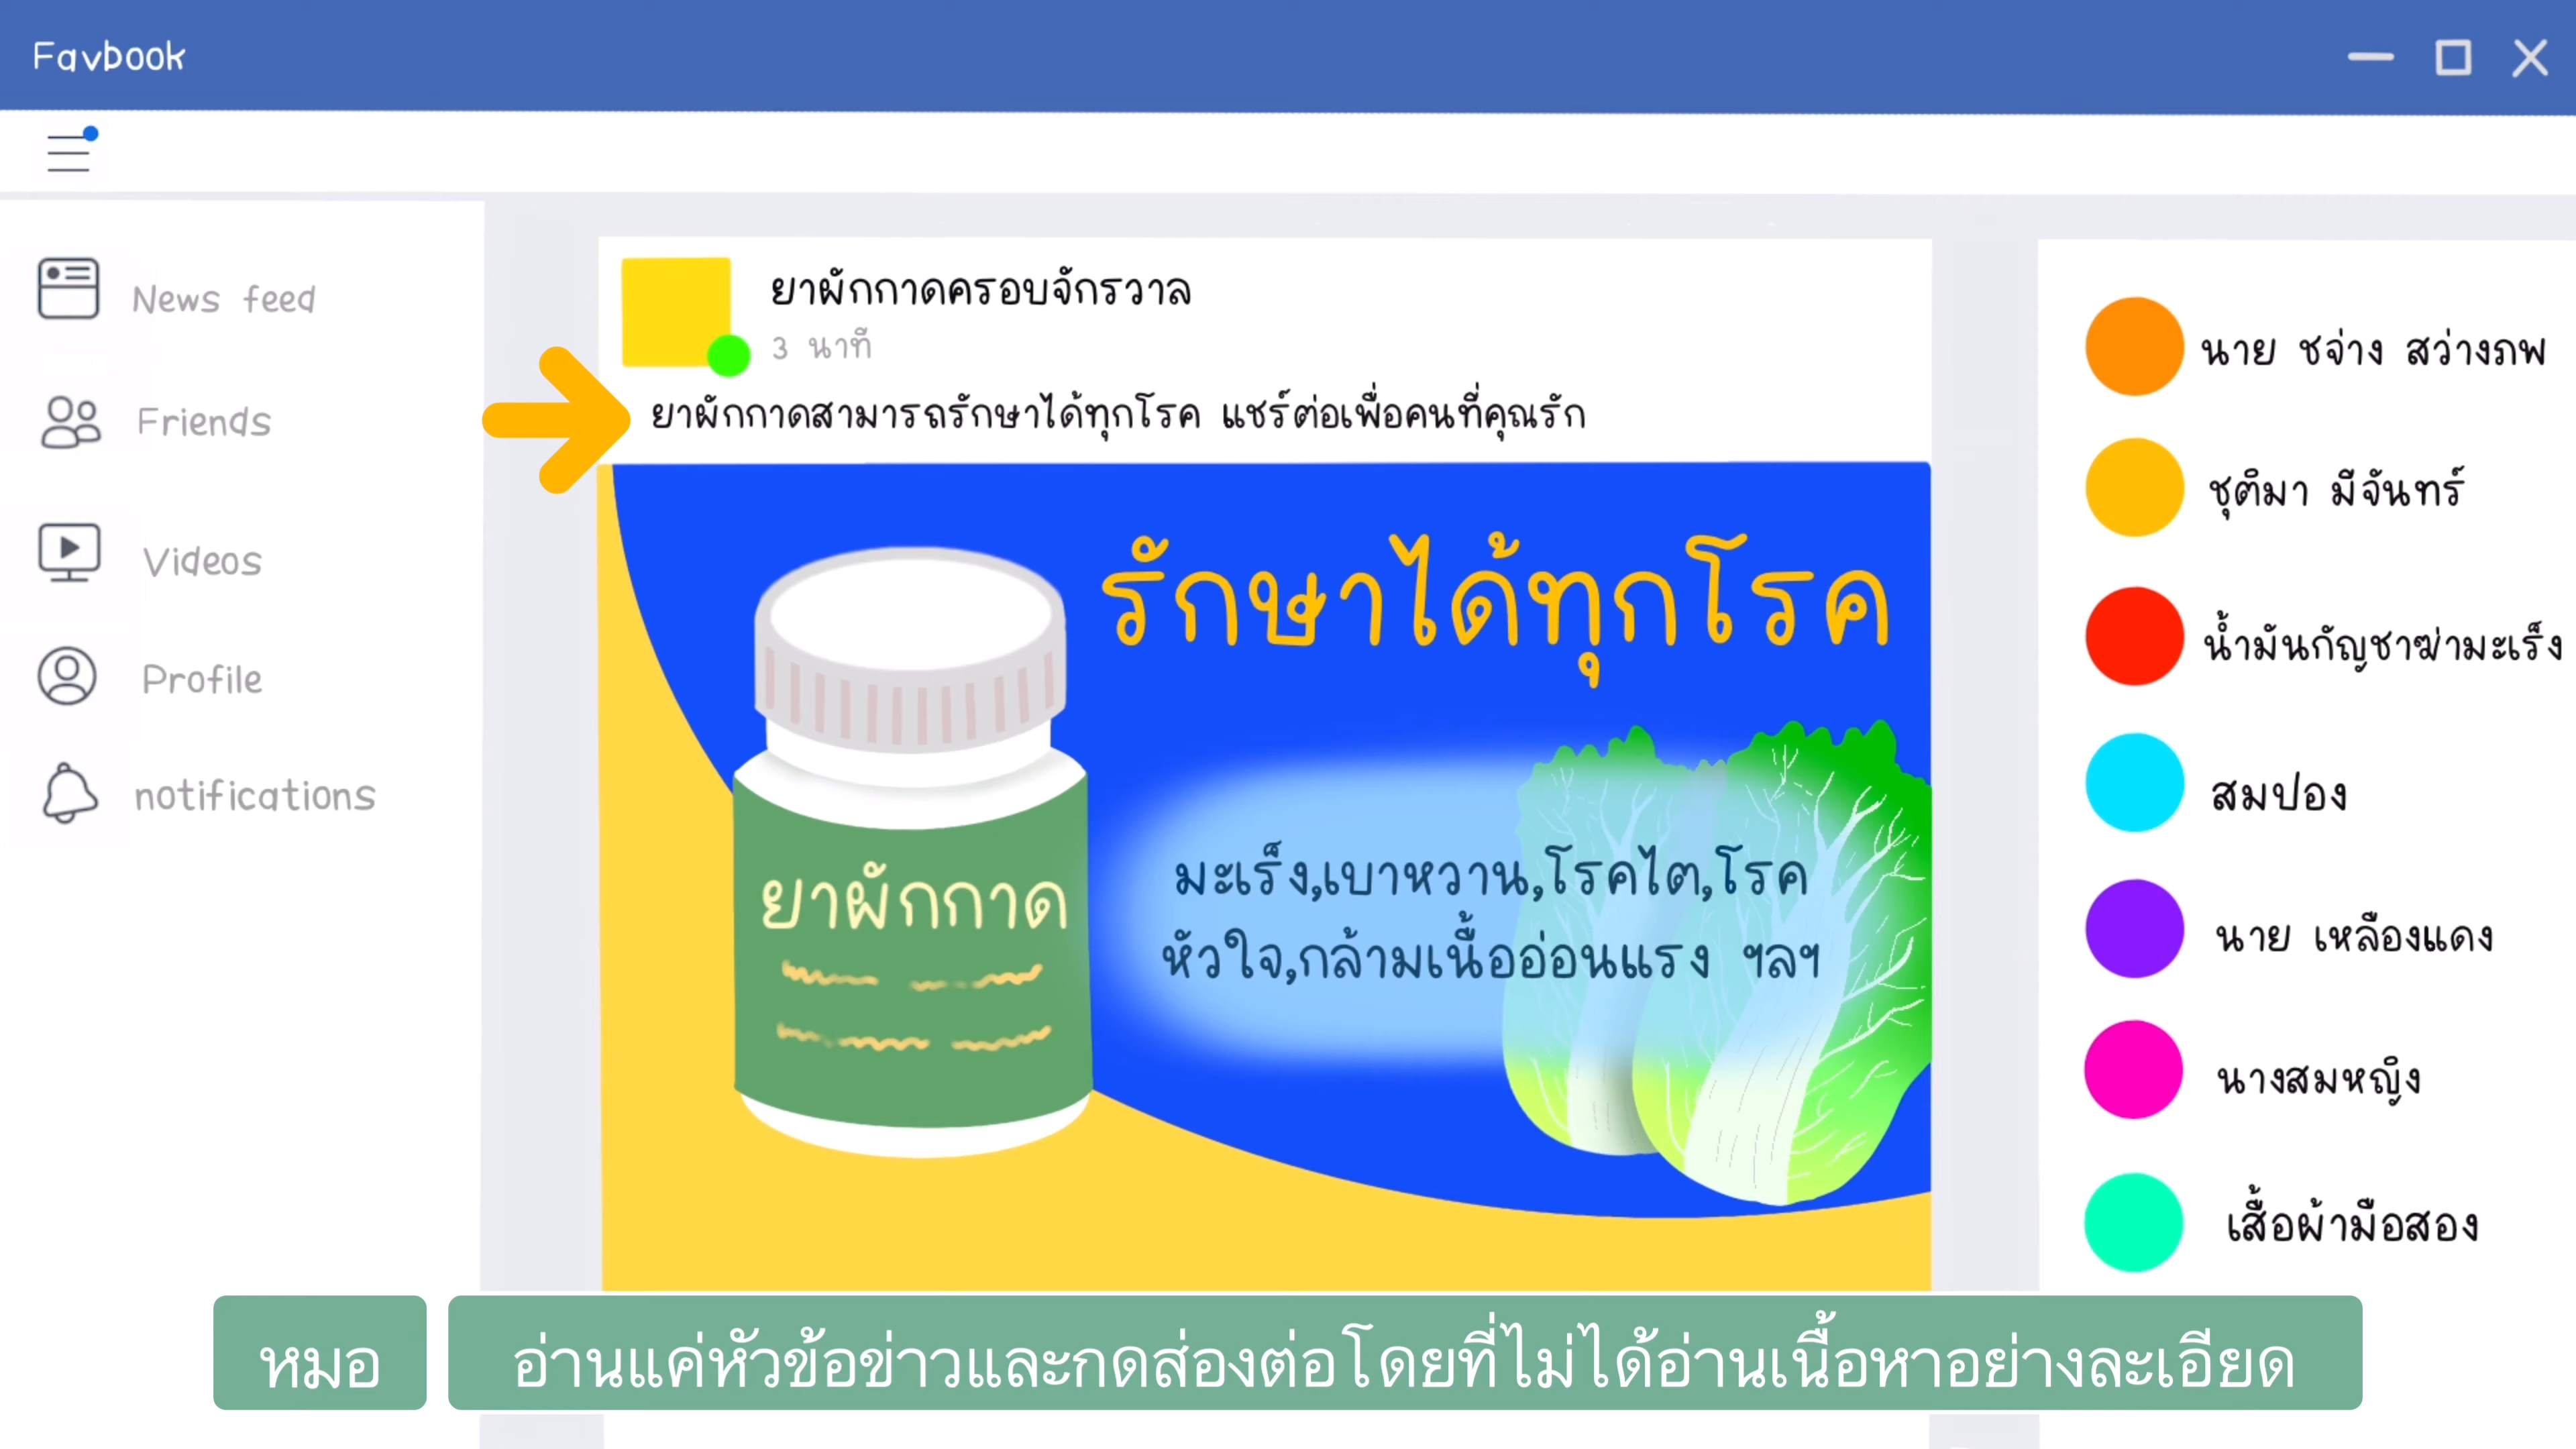 Favbook
News feed
Friends
Videos
Profile
notifications
ยาผักกาดครอบจักรวาล
3 นาที
ยาผักกาดสามารถรักษาได้ทุกโรค แชร์ต่อเพื่อคนที่คุณรัก
รักษาได้ทุกโรค
ยาผักกาด
มะเร็ง,เบาหวาน,โรคไต,โรค
หัวใจ,กล้ามเนื้ออ่อนแรง ฯลฯ
นาย ชจ่าง สว่างภพ
ชุติมา มีจันทร์
น้ำมันกัญชาฆ่ามะเร็ง
สมปอง
นาย เหลืองแดง
นางสมหญิง
เสื้อผ้ามือสอง
หมอ
อ่านแค่หัวข้อข่าวและกดส่องต่อโดยที่ไม่ได้อ่านเนื้อหาอย่างละเอียด